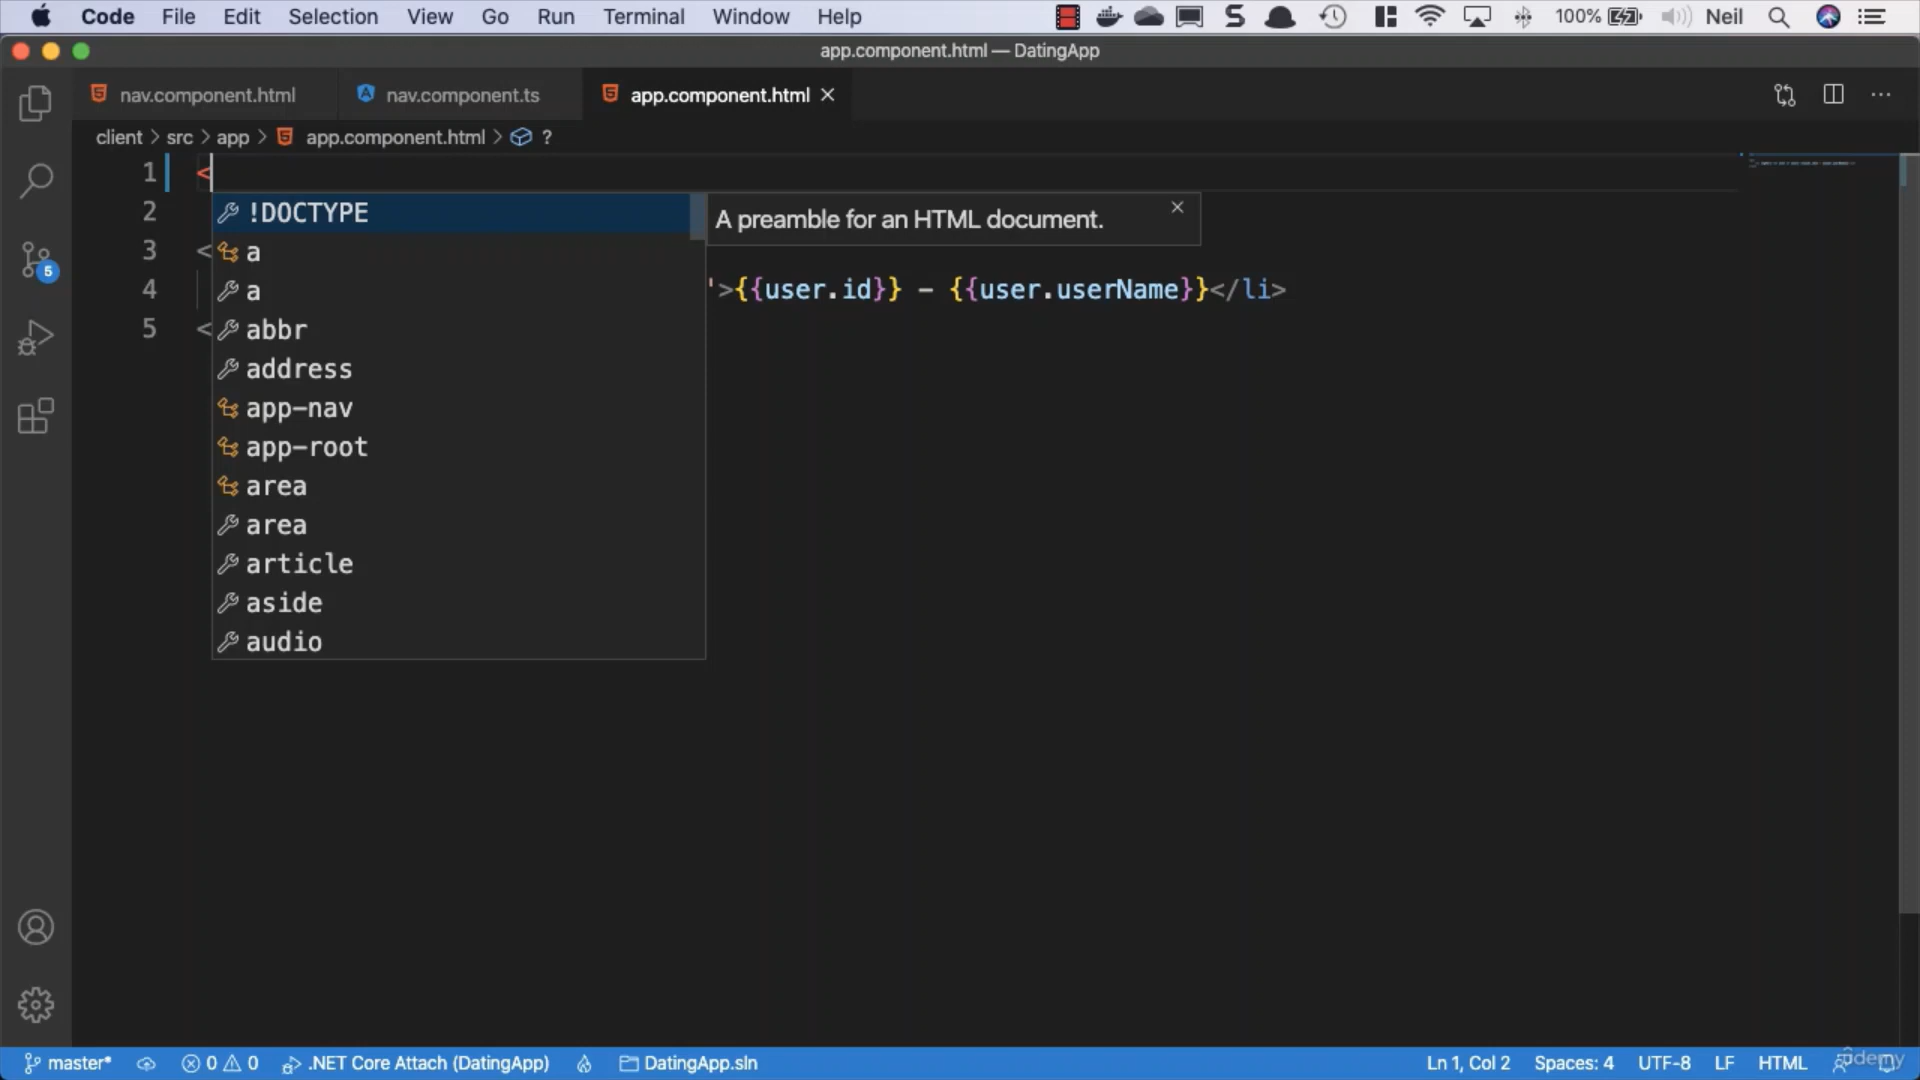 Code File Edit Selection View Go Run Terminal Window Help 100% Neil
app.component.html — DatingApp
nav.component.html nav.component.ts app.component.html
client > src > app > app.component.html > ?
1 <
2 !DOCTYPE A preamble for an HTML document.
3 < a
4 a '>{{user.id}} - {{user.userName}}</li>
5 < abbr
address
app-nav
app-root
area
area
article
aside
audio
5
master* 0 0 .NET Core Attach (DatingApp) DatingApp.sln Ln 1, Col 2 Spaces: 4 UTF-8 LF HTML
udemy